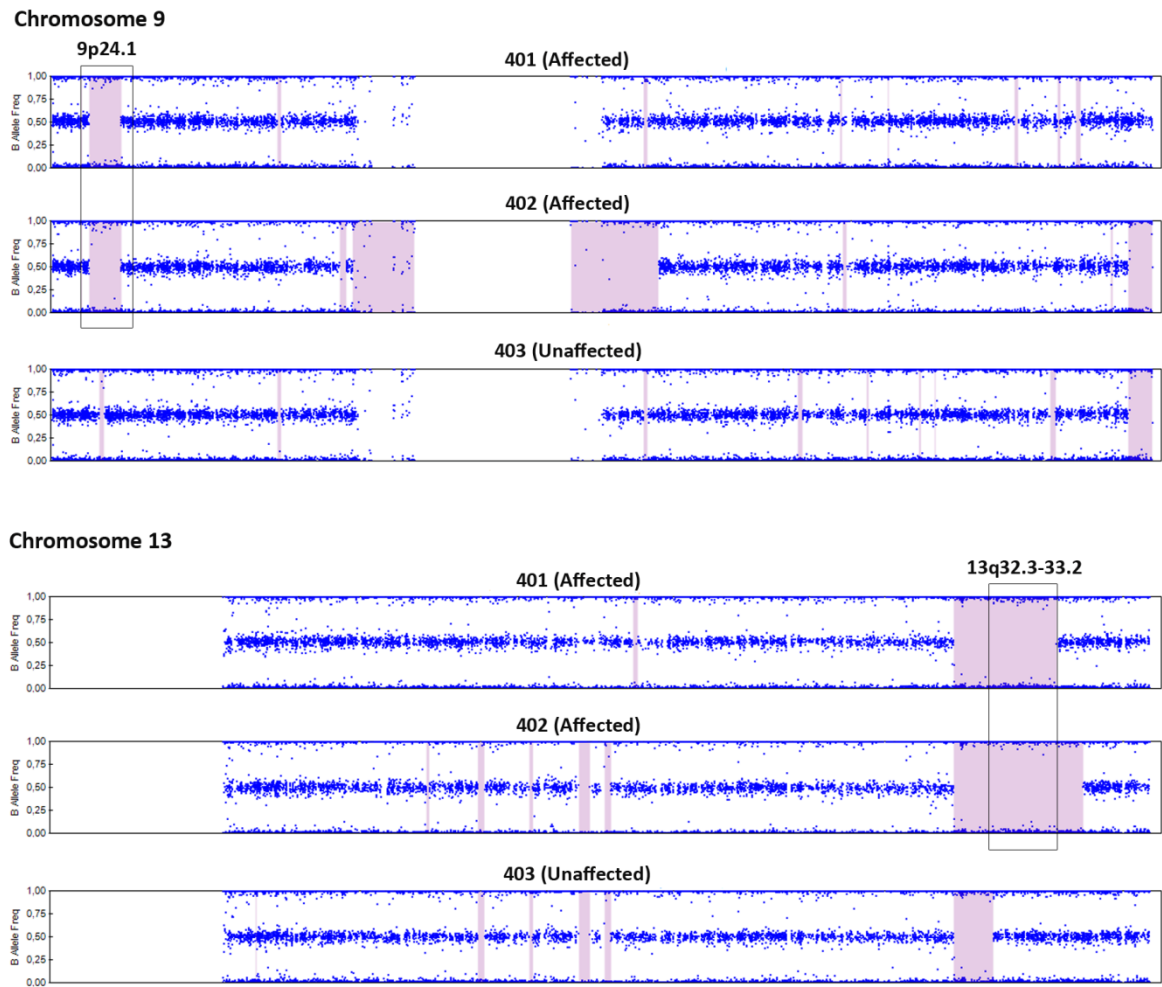 Chromosome 9
9p24.1
401 (Affected)
B Allele Freq
1,00
0,75
0,50
0,25
0,00
402 (Affected)
B Allele Freq
1,00
0,75
0,50
0,25
0,00
403 (Unaffected)
B Allele Freq
1,00
0,75
0,50
0,25
0,00
Chromosome 13
13q32.3-33.2
401 (Affected)
B Allele Freq
1,00
0,75
0,50
0,25
0,00
402 (Affected)
B Allele Freq
1,00
0,75
0,50
0,25
0,00
403 (Unaffected)
B Allele Freq
1,00
0,75
0,50
0,25
0,00